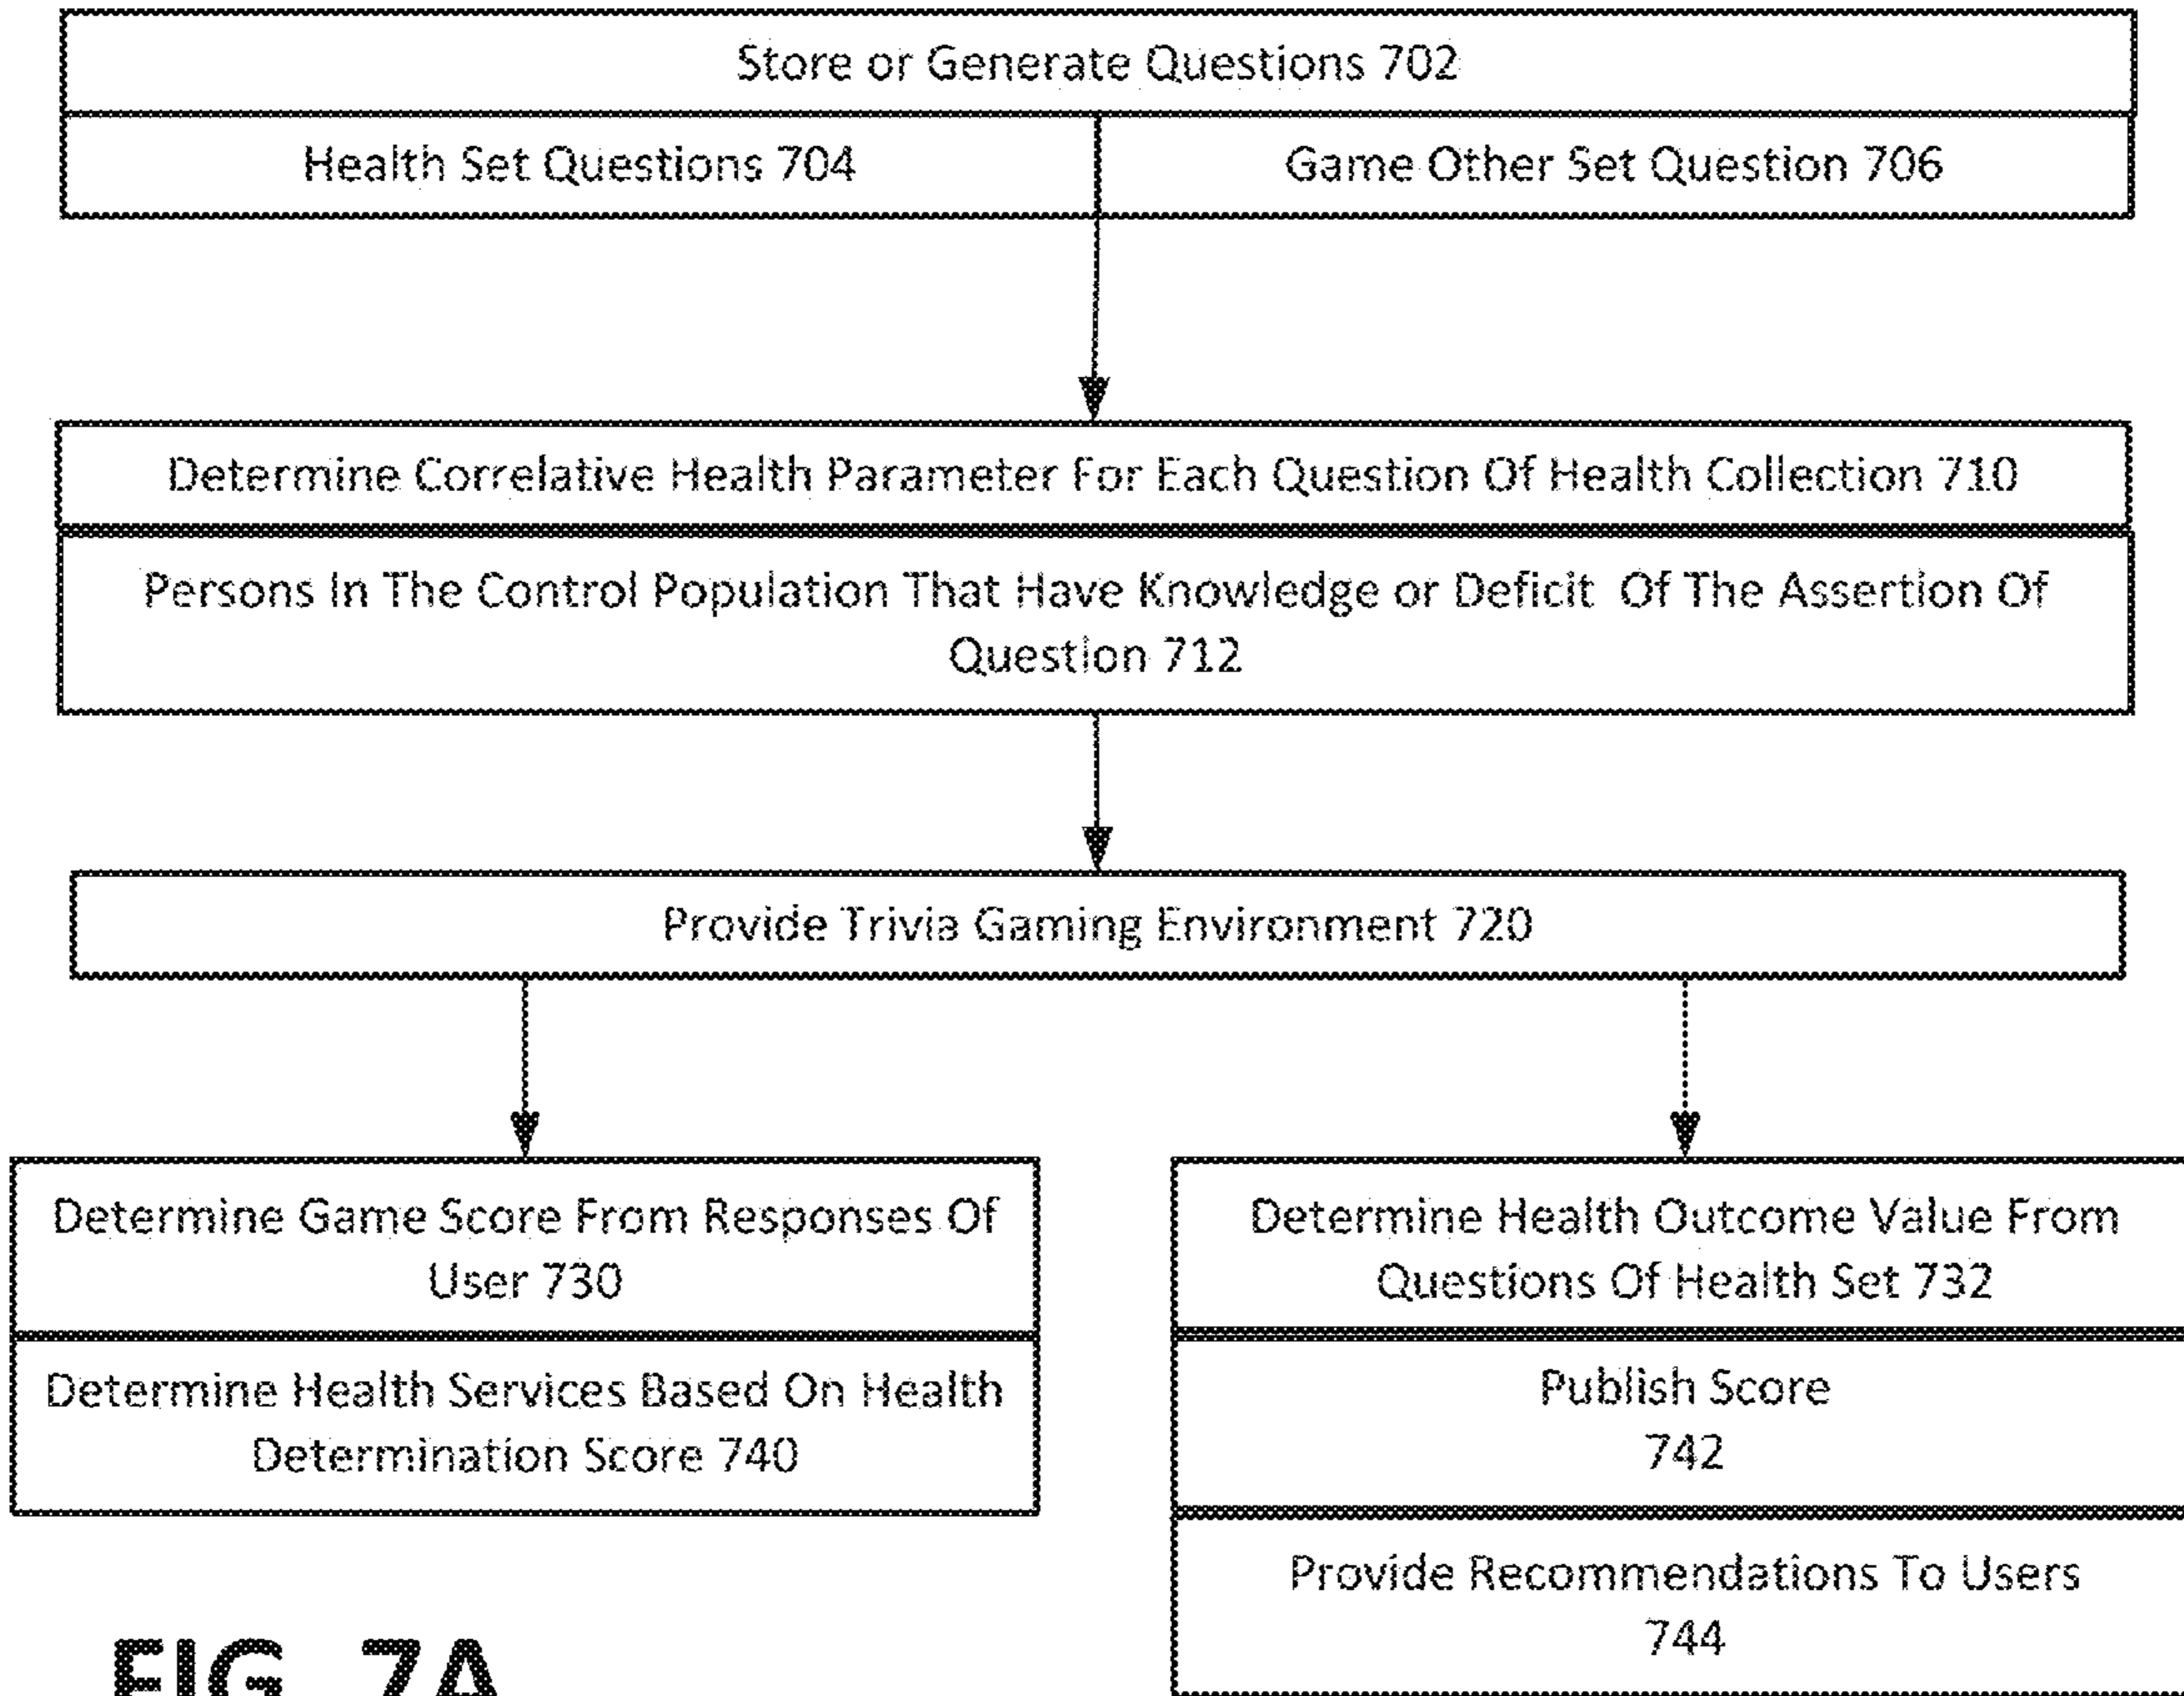 Store or Generate Questions 702
Health Set Questions 704
Game Other Set Question 706
Determine Correlative Health Parameter For Each Question Of Health Collection 710
Persons In The Control Population That Have Knowledge or Deficit Of The Assertion Of
Question 712
Provide Trivia Gaming Environment 720
Determine Game Score From Responses Of
User 730
Determine Health Services Based On Health
Determination Score 740
Determine Health Outcome Value From
Questions Of Health Set 732
Publish Score
742
Provide Recommendations To Users
744
FIG. 7A